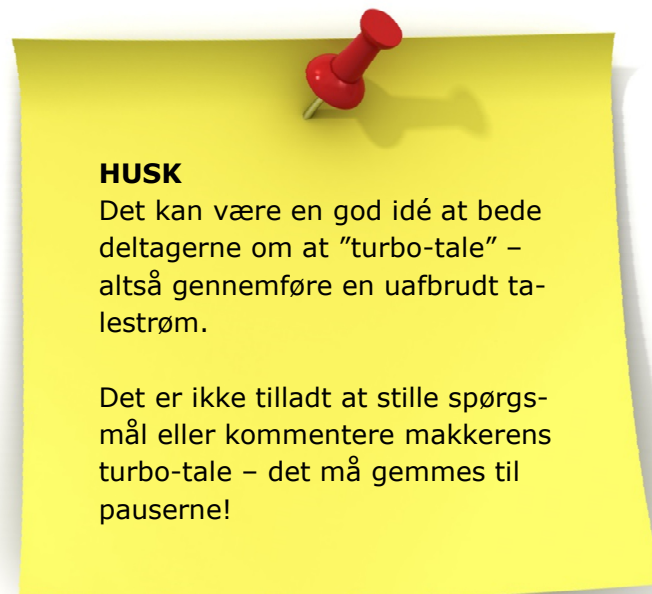 HUSK
Det kan være en god idé at bede
deltagerne om at ”turbo-tale” –
altså gennemføre en uafbrudt ta-
lestrøm.
Det er ikke tilladt at stille spørgs-
mål eller kommentere makkerens
turbo-tale – det må gemmes til
pauserne!